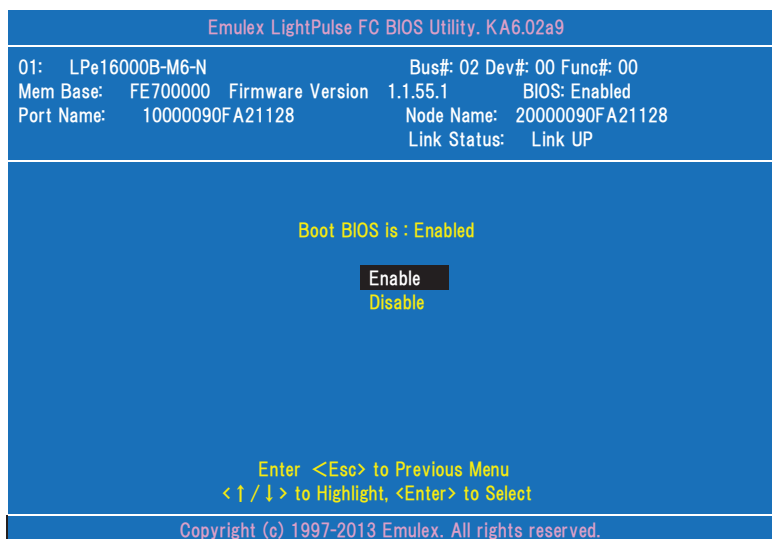 Emulex LightPulse FC BIOS Utility. KA6.02a9
01: LPe16000B-M6-N Bus#: 02 Dev#: 00 Func#: 00
Mem Base: FE700000 Firmware Version 1.1.55.1 BIOS: Enabled
Port Name: 10000090FA21128 Node Name: 20000090FA21128
Link Status: Link UP
Boot BIOS is : Enabled
Enable
Disable
Enter <Esc> to Previous Menu
<↑/↓> to Highlight, <Enter> to Select
Copyright (c) 1997-2013 Emulex. All rights reserved.